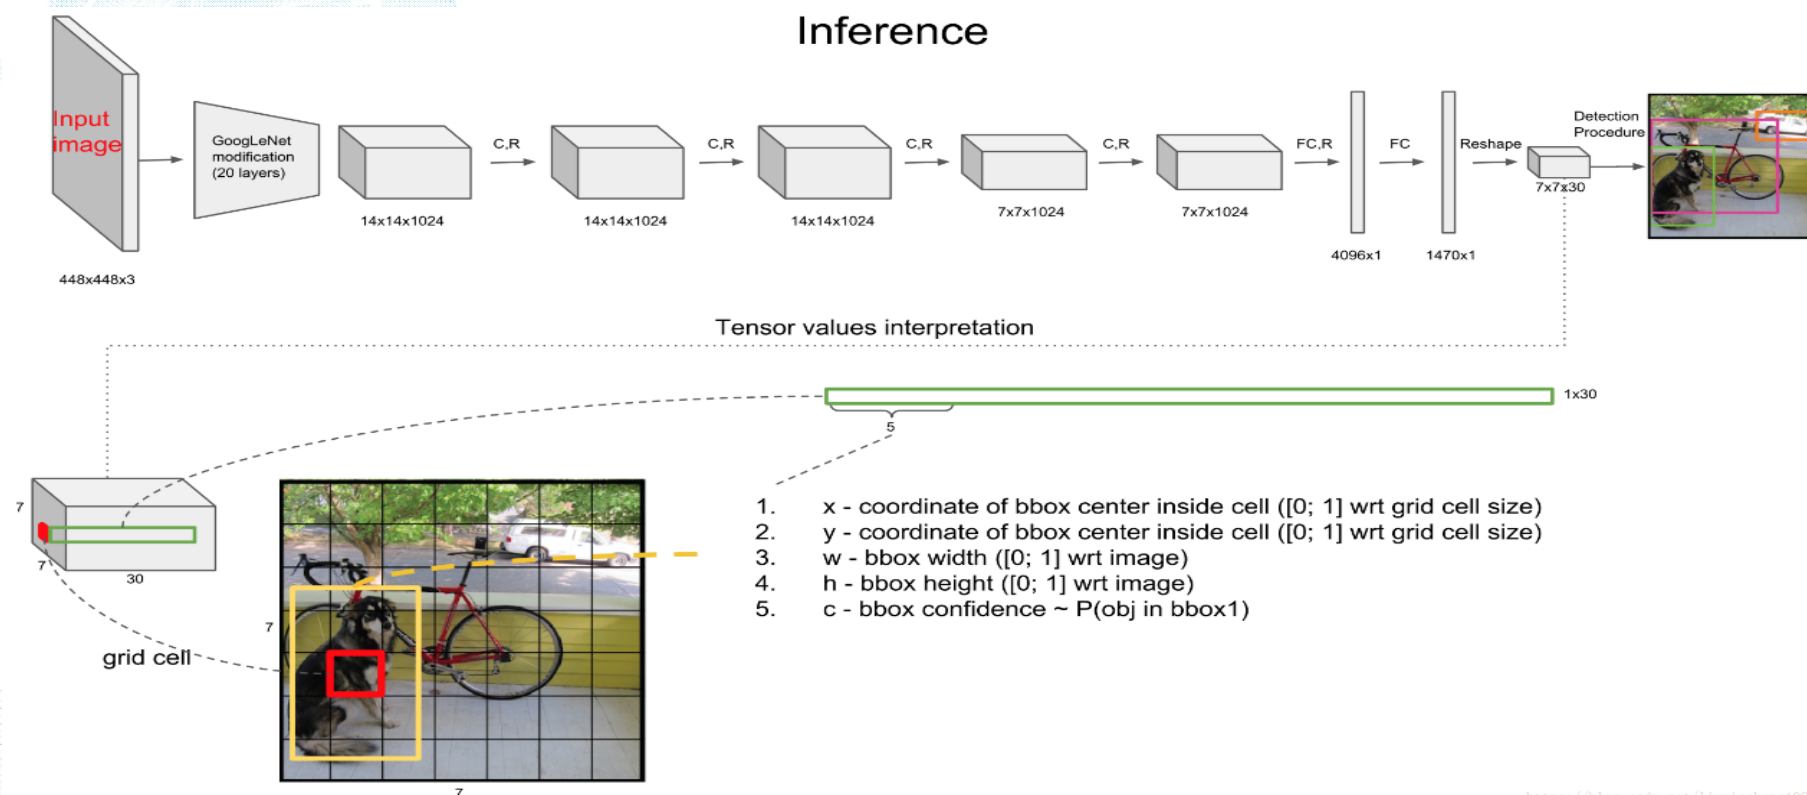 Inference
Input
image
GoogLeNet
modification
(20 layers)
C,R
C,R
C,R
C,R
FC,R
FC
Reshape
Detection
Procedure
448x448x3
14x14x1024
14x14x1024
14x14x1024
7x7x1024
7x7x1024
4096x1
1470x1
7x7x30
Tensor values interpretation
1x30
5
7
7
30
grid cell
7
7
1. x - coordinate of bbox center inside cell ([0; 1] wrt grid cell size)
2. y - coordinate of bbox center inside cell ([0; 1] wrt grid cell size)
3. w - bbox width ([0; 1] wrt image)
4. h - bbox height ([0; 1] wrt image)
5. c - bbox confidence ~ P(obj in bbox1)